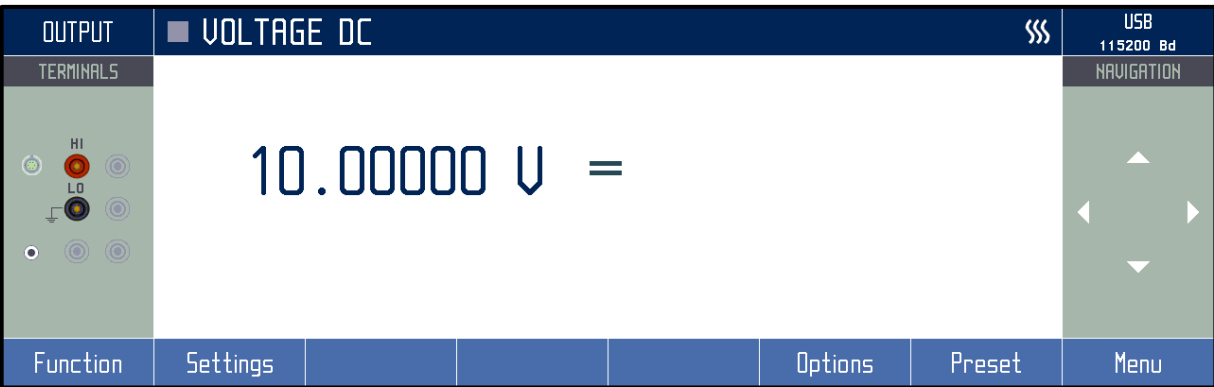 OUTPUT
VOLTAGE DC
USB
115200 Bd
TERMINALS
NAVIGATION
HI
LO
10.00000 V =
Function
Settings
Options
Preset
Menu